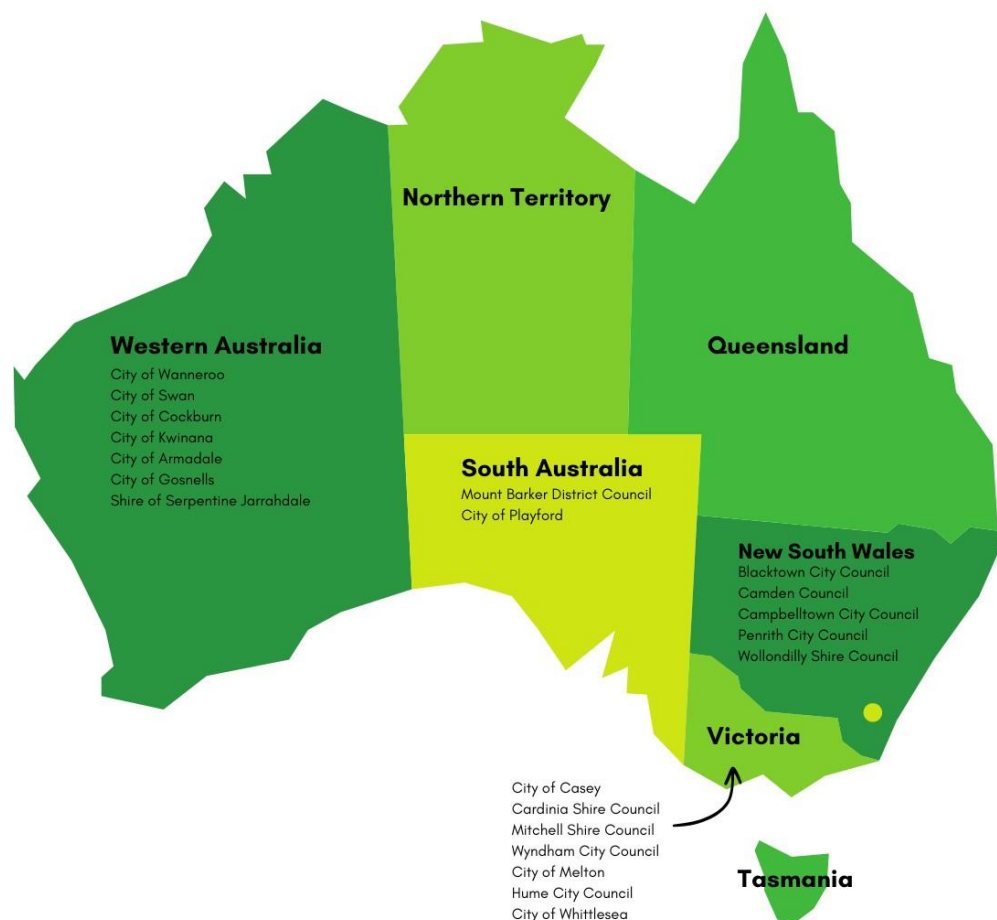 Northern Territory
Western Australia
City of Wanneroo
City of Swan
City of Cockburn
City of Kwinana
City of Armadale
City of Gosnells
Shire of Serpentine Jarrahdale
Queensland
South Australia
Mount Barker District Council
City of Playford
New South Wales
Blacktown City Council
Camden Council
Campbelltown City Council
Penrith City Council
Wollondilly Shire Council
Victoria
City of Casey
Cardinia Shire Council
Mitchell Shire Council
Wyndham City Council
City of Melton
Hume City Council
City of Whittlesea
Tasmania